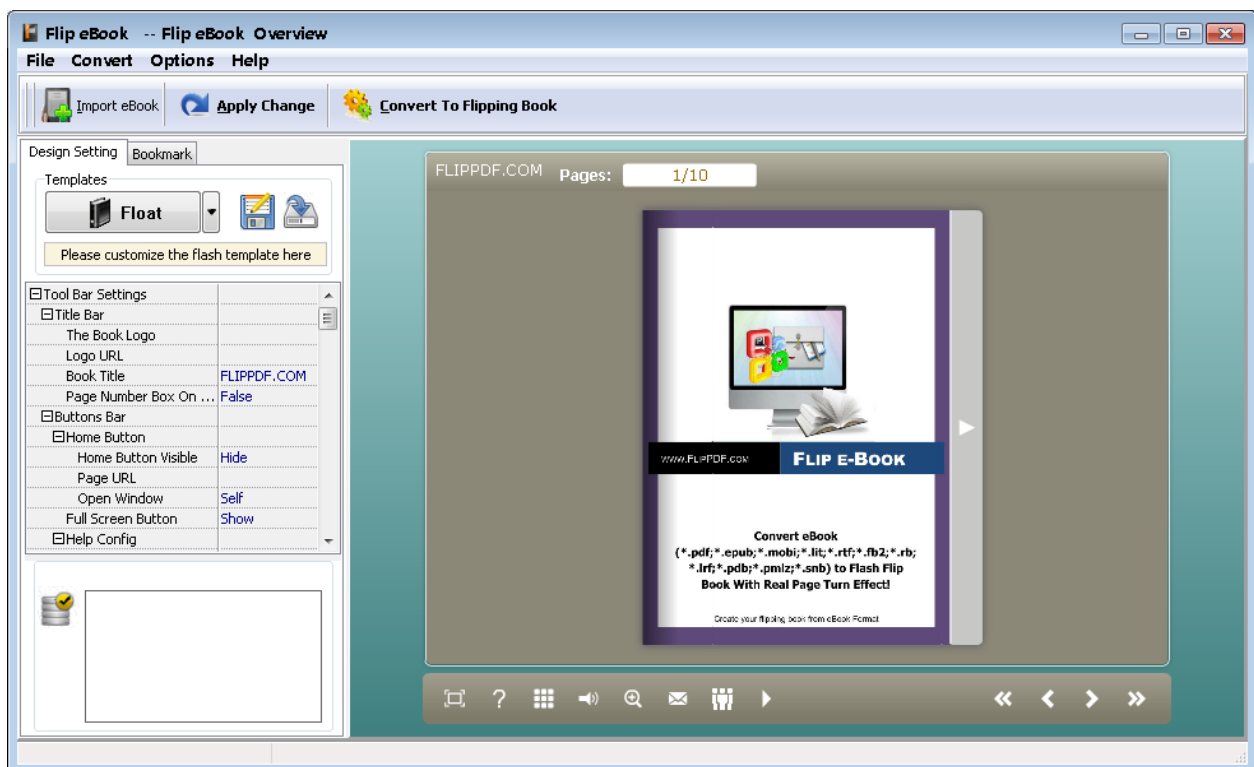 Flip eBook -- Flip eBook Overview
File Convert Options Help
Import eBook Apply Change Convert To Flipping Book
Design Setting Bookmark
Templates
Float
Please customize the flash template here
Tool Bar Settings
Title Bar
The Book Logo
Logo URL
Book Title FLIPPDF.COM
Page Number Box On ... False
Buttons Bar
Home Button
Home Button Visible Hide
Page URL
Open Window Self
Full Screen Button Show
Help Config
FLIPPDF.COM Pages: 1/10
www.FLIPPDF.COM FLIP E-BOOK
Convert eBook
(*.pdf;*.epub;*.mobi;*.lit;*.rtf;*.fb2;*.rb;
*.lrf;*.pdb;*.pmlz;*.snb) to Flash Flip
Book With Real Page Turn Effect!
Create your flipping book from eBook Format